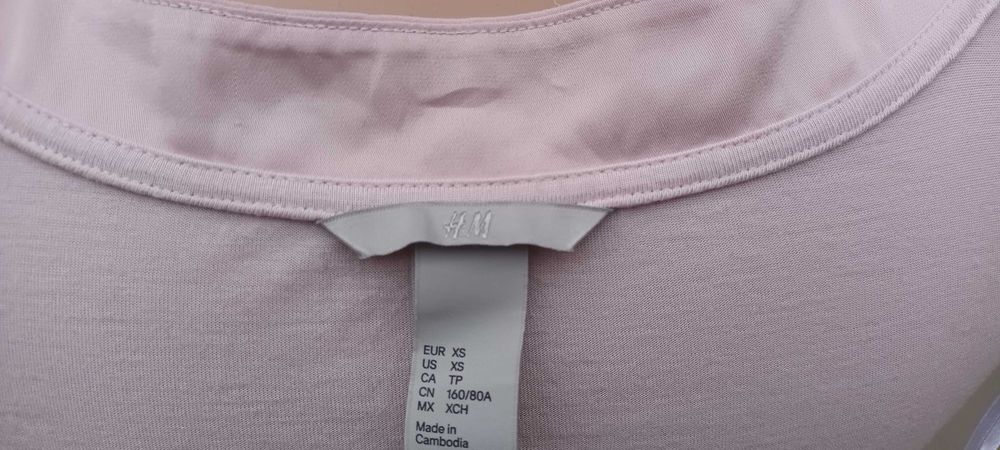 H&M
EUR XS
US XS
CA TP
CN 160/80A
MX XCH
Made in
Cambodia